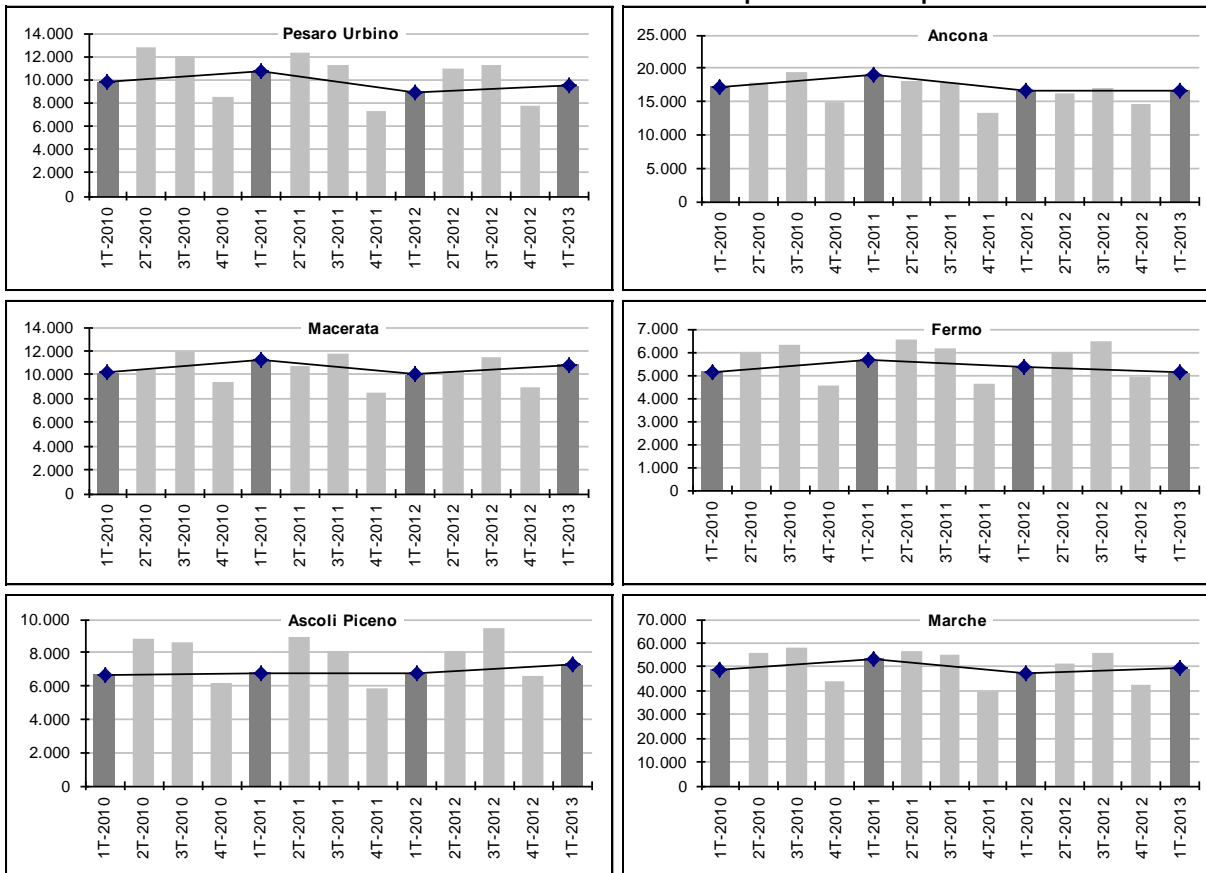 Pesaro Urbino
14.000
12.000
10.000
8.000
6.000
4.000
2.000
0
1T-2010
2T-2010
3T-2010
4T-2010
1T-2011
2T-2011
3T-2011
4T-2011
1T-2012
2T-2012
3T-2012
4T-2012
1T-2013
Ancona
25.000
20.000
15.000
10.000
5.000
0
1T-2010
2T-2010
3T-2010
4T-2010
1T-2011
2T-2011
3T-2011
4T-2011
1T-2012
2T-2012
3T-2012
4T-2012
1T-2013
Macerata
14.000
12.000
10.000
8.000
6.000
4.000
2.000
0
1T-2010
2T-2010
3T-2010
4T-2010
1T-2011
2T-2011
3T-2011
4T-2011
1T-2012
2T-2012
3T-2012
4T-2012
1T-2013
Fermo
7.000
6.000
5.000
4.000
3.000
2.000
1.000
0
1T-2010
2T-2010
3T-2010
4T-2010
1T-2011
2T-2011
3T-2011
4T-2011
1T-2012
2T-2012
3T-2012
4T-2012
1T-2013
Ascoli Piceno
10.000
8.000
6.000
4.000
2.000
0
1T-2010
2T-2010
3T-2010
4T-2010
1T-2011
2T-2011
3T-2011
4T-2011
1T-2012
2T-2012
3T-2012
4T-2012
1T-2013
Marche
70.000
60.000
50.000
40.000
30.000
20.000
10.000
0
1T-2010
2T-2010
3T-2010
4T-2010
1T-2011
2T-2011
3T-2011
4T-2011
1T-2012
2T-2012
3T-2012
4T-2012
1T-2013